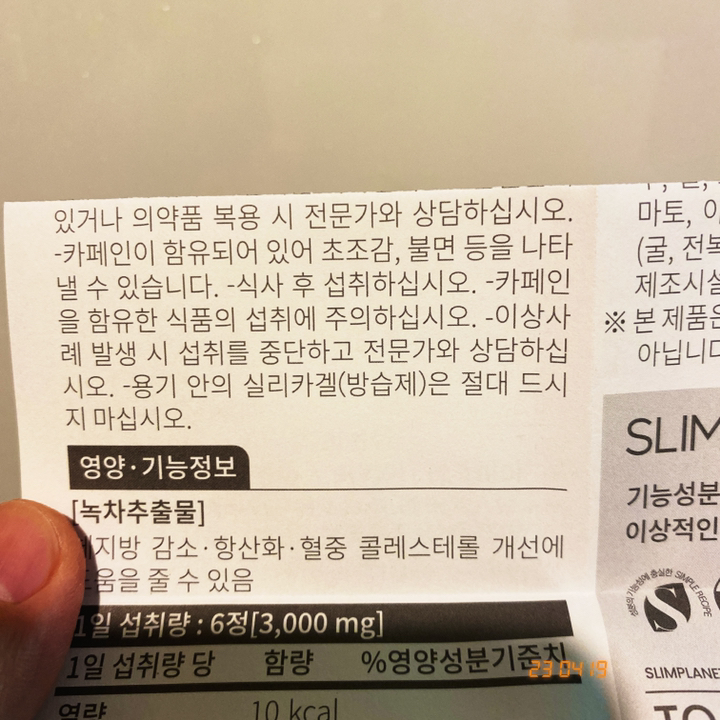 있거나 의약품 복용 시 전문가와 상담하십시오.
-카페인이 함유되어 있어 초조감, 불면 등을 나타
낼 수 있습니다. -식사 후 섭취하십시오. -카페인
을 함유한 식품의 섭취에 주의하십시오. -이상사
례 발생 시 섭취를 중단하고 전문가와 상담하십
시오. -용기 안의 실리카겔(방습제)은 절대 드시
지 마십시오.
영양·기능정보
[녹차추출물]
체지방 감소·항산화·혈중 콜레스테롤 개선에
도움을 줄 수 있음
1일 섭취량 : 6정[3,000 mg]
1일 섭취량 당 함량 %영양성분기준치
열량 10 kcal
마토,
(굴, 전복
제조시설
※ 본 제품은
아닙니다
SLIM
기능성분
이상적인
SIMPLE RECIPE
S
SLIMPLANE
23 04 19